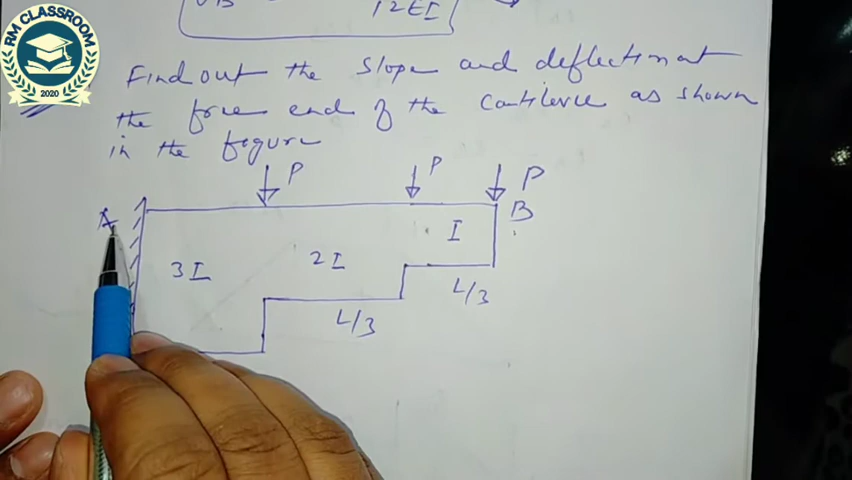 RM CLASSROOM
2020
12EI
Find out the slope and deflection at
the free end of the cantilever as shown
in the figure
P P P
A B
I
3I 2I
L/3
L/3